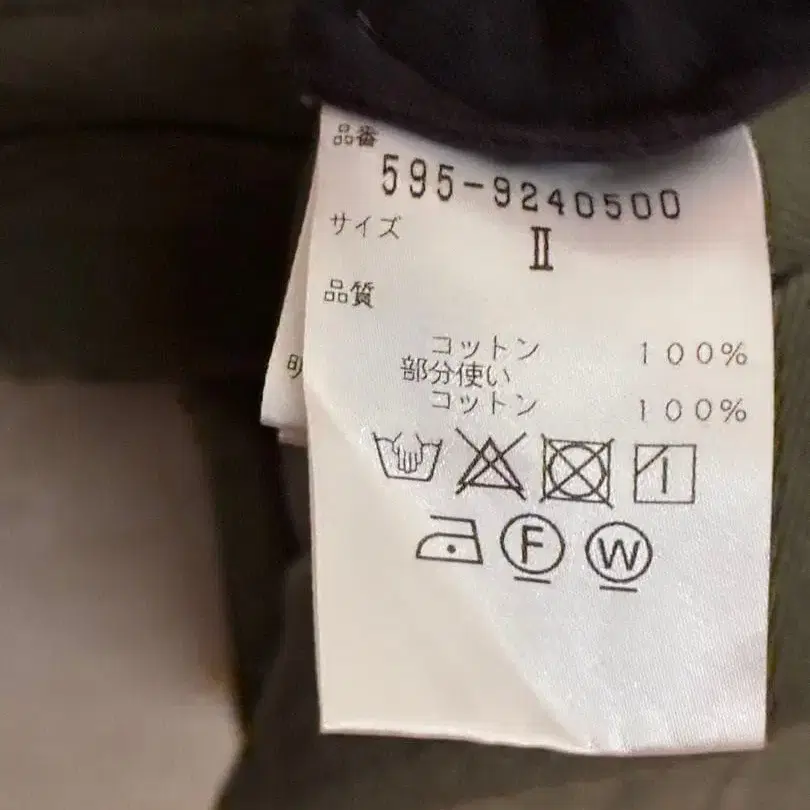 品番
595-9240500
サイズ
Ⅱ
品質
コットン 100%
部分使い
コットン 100%
F W